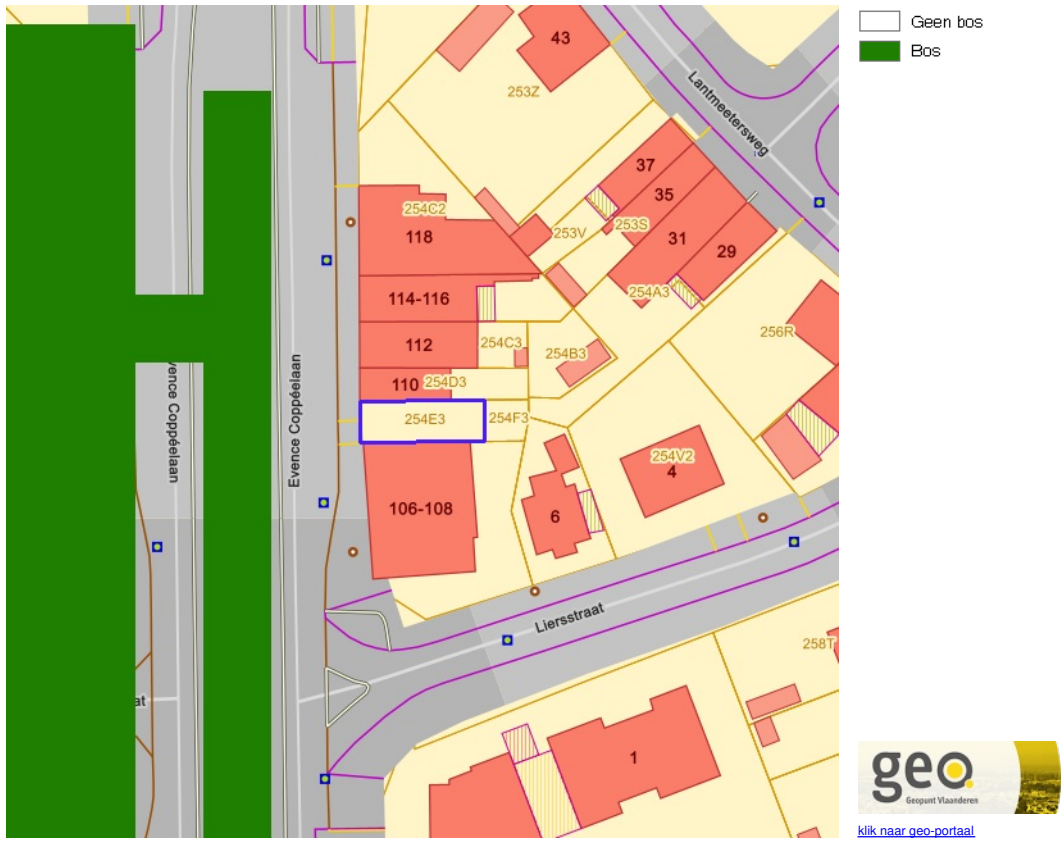 Geen bos
Bos
43
253Z
Lantmeetersweg
37
35
253S
253V
31
29
254A3
254C2
118
114-116
112
254C3
254B3
256R
110
254D3
254E3
254F3
254V2
4
106-108
6
vence Coppéelaan
Evence Coppéelaan
Liersstraat
258T
at
1
geo
Geopunt Vlaanderen
klik naar geo-portaal